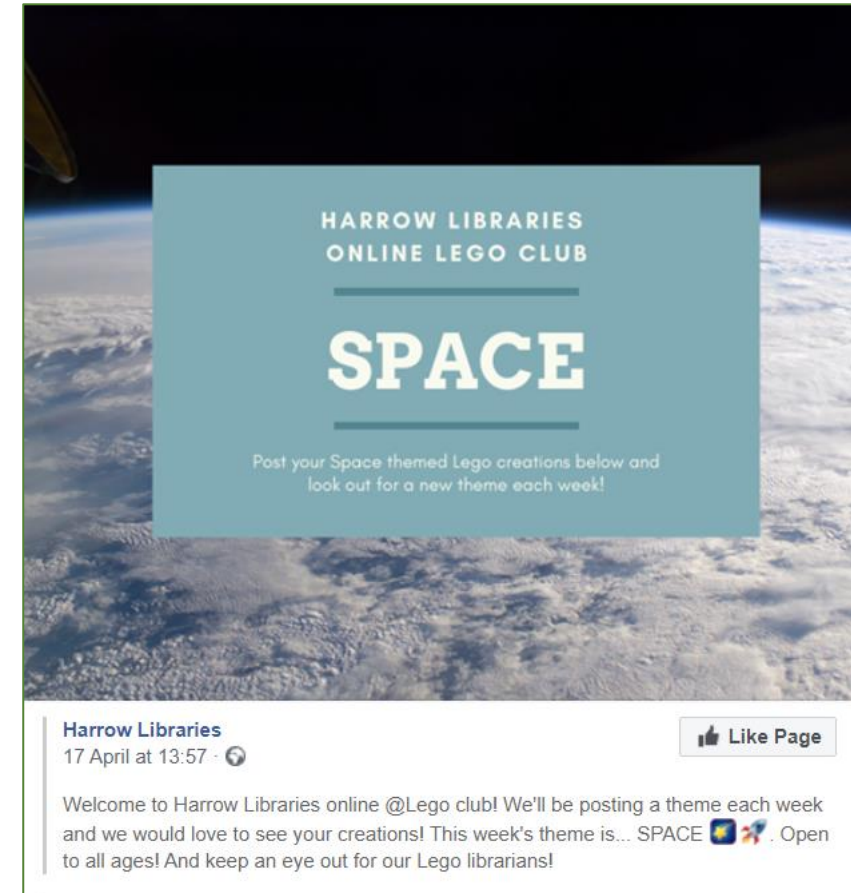 HARROW LIBRARIES
ONLINE LEGO CLUB
SPACE
Post your Space themed Lego creations below and
look out for a new theme each week!
Harrow Libraries
Like Page
17 April at 13:57 ·
Welcome to Harrow Libraries online @Lego club! We'll be posting a theme each week
and we would love to see your creations! This week's theme is... SPACE 🌠 🚀. Open
to all ages! And keep an eye out for our Lego librarians!